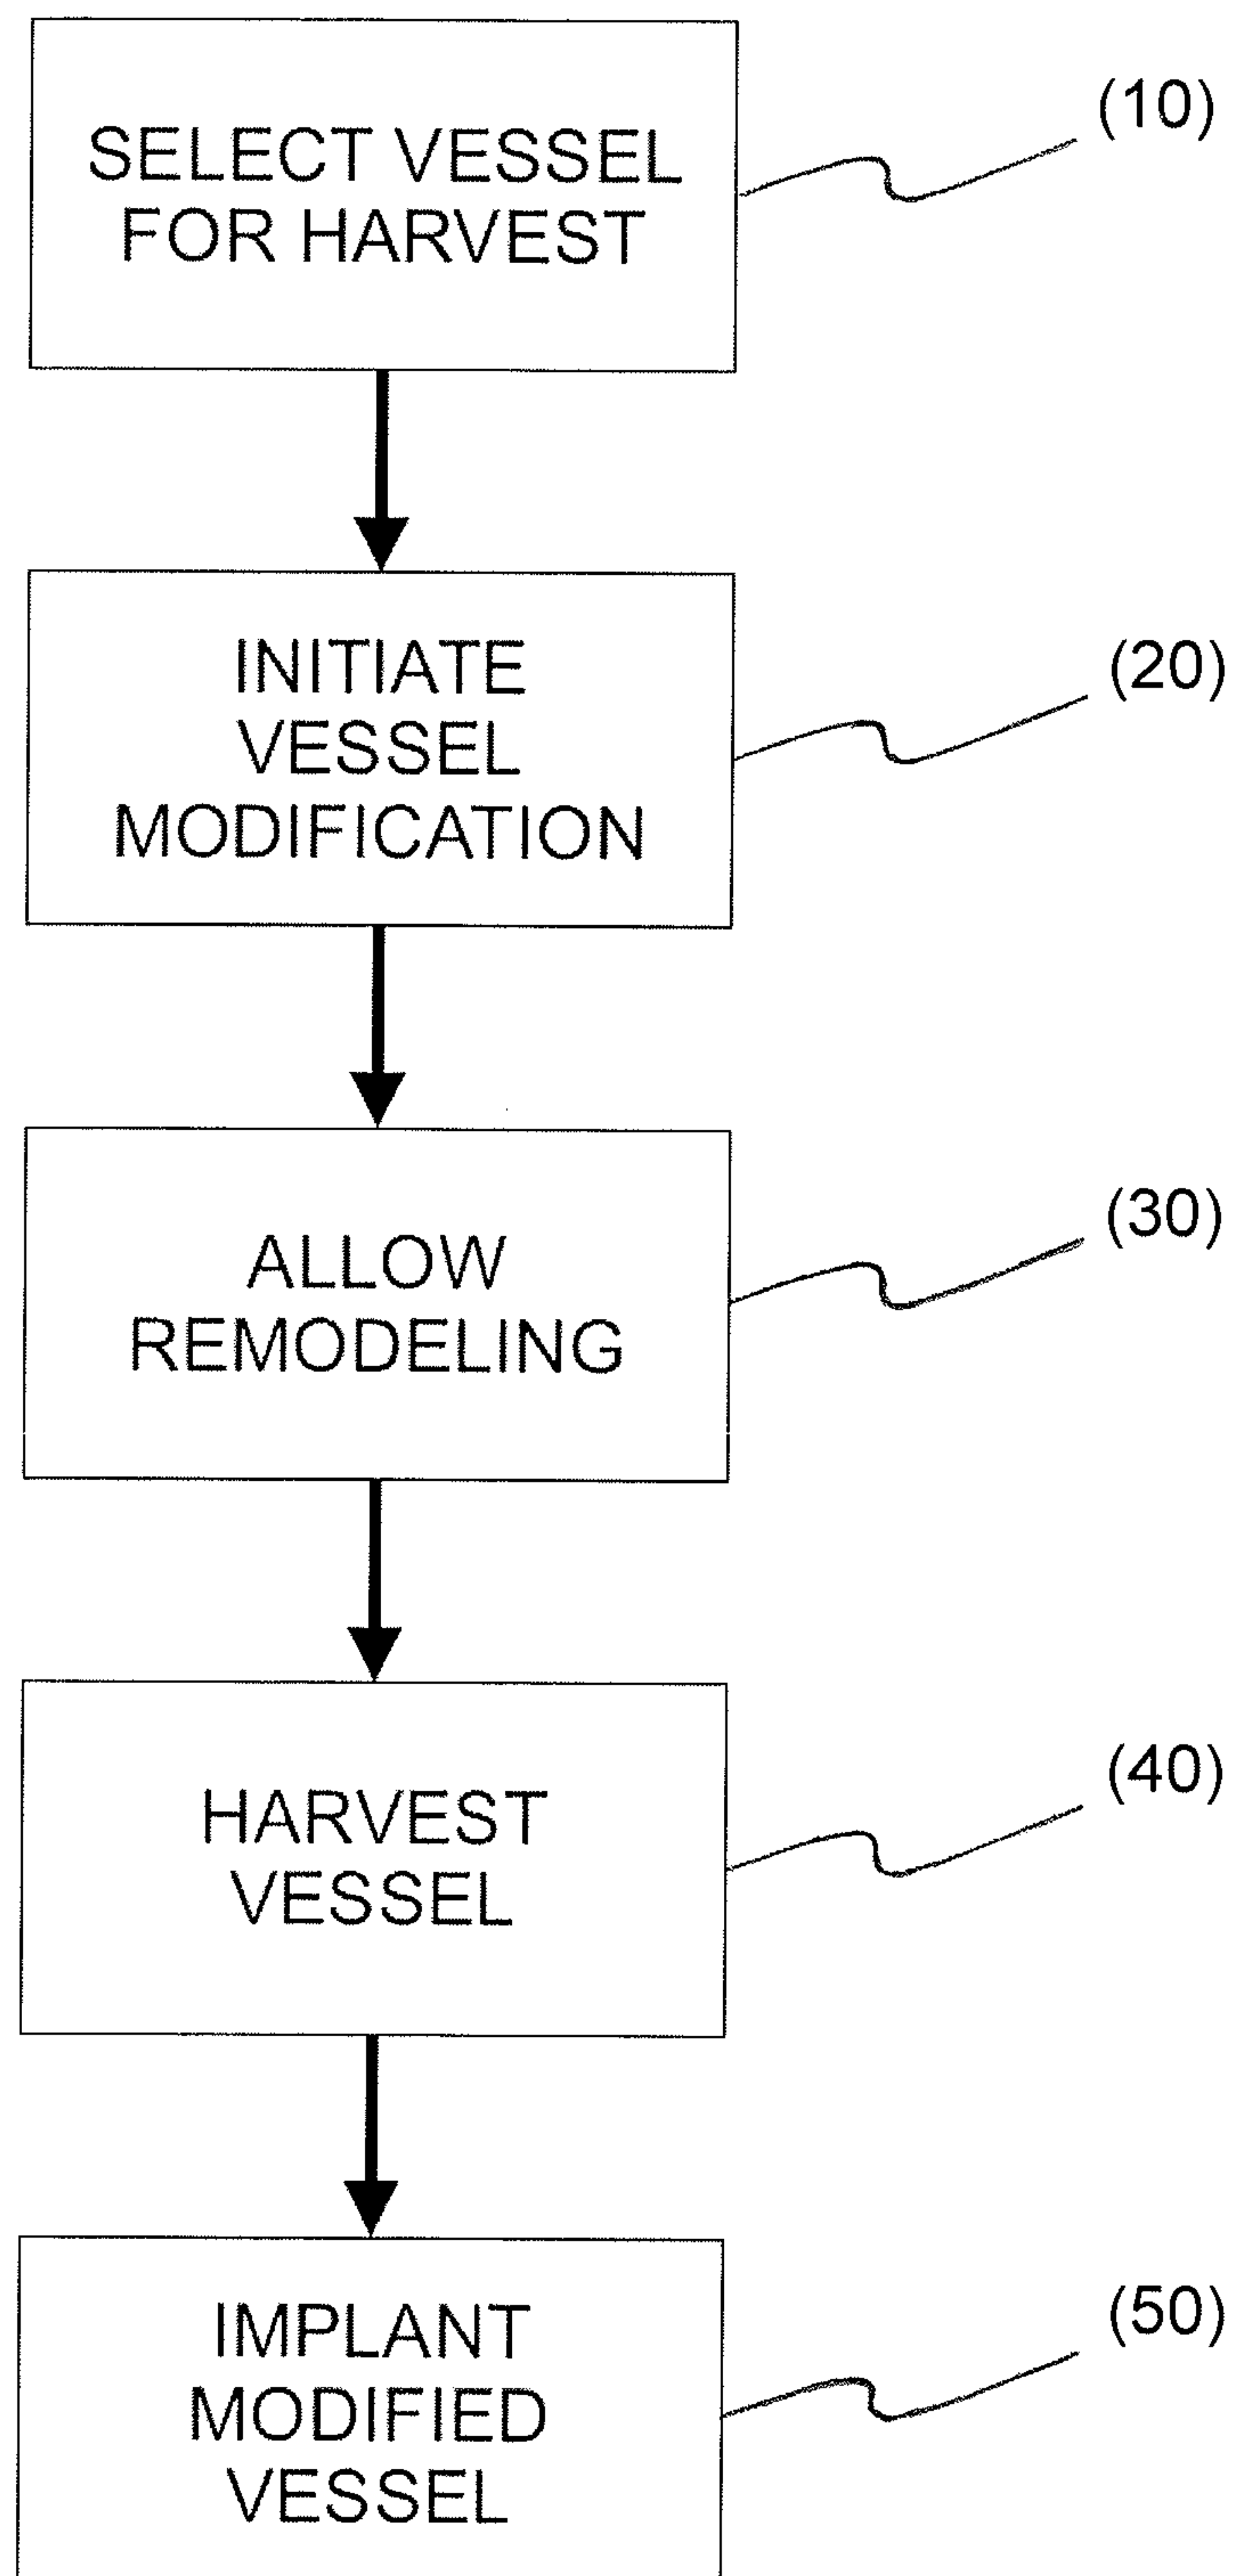 SELECT VESSEL
FOR HARVEST
(10)
INITIATE
VESSEL
MODIFICATION
(20)
ALLOW
REMODELING
(30)
HARVEST
VESSEL
(40)
IMPLANT
MODIFIED
VESSEL
(50)